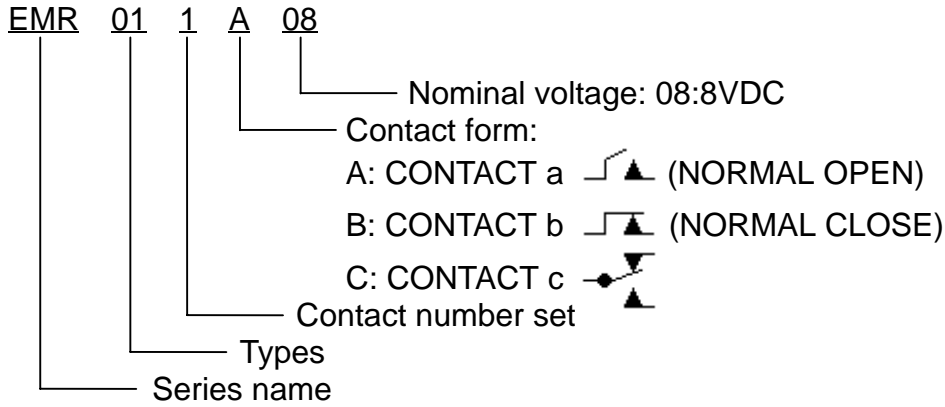 EMR 01 1 A 08
Nominal voltage: 08:8VDC
Contact form:
A: CONTACT a (NORMAL OPEN)
B: CONTACT b (NORMAL CLOSE)
C: CONTACT c
Contact number set
Types
Series name